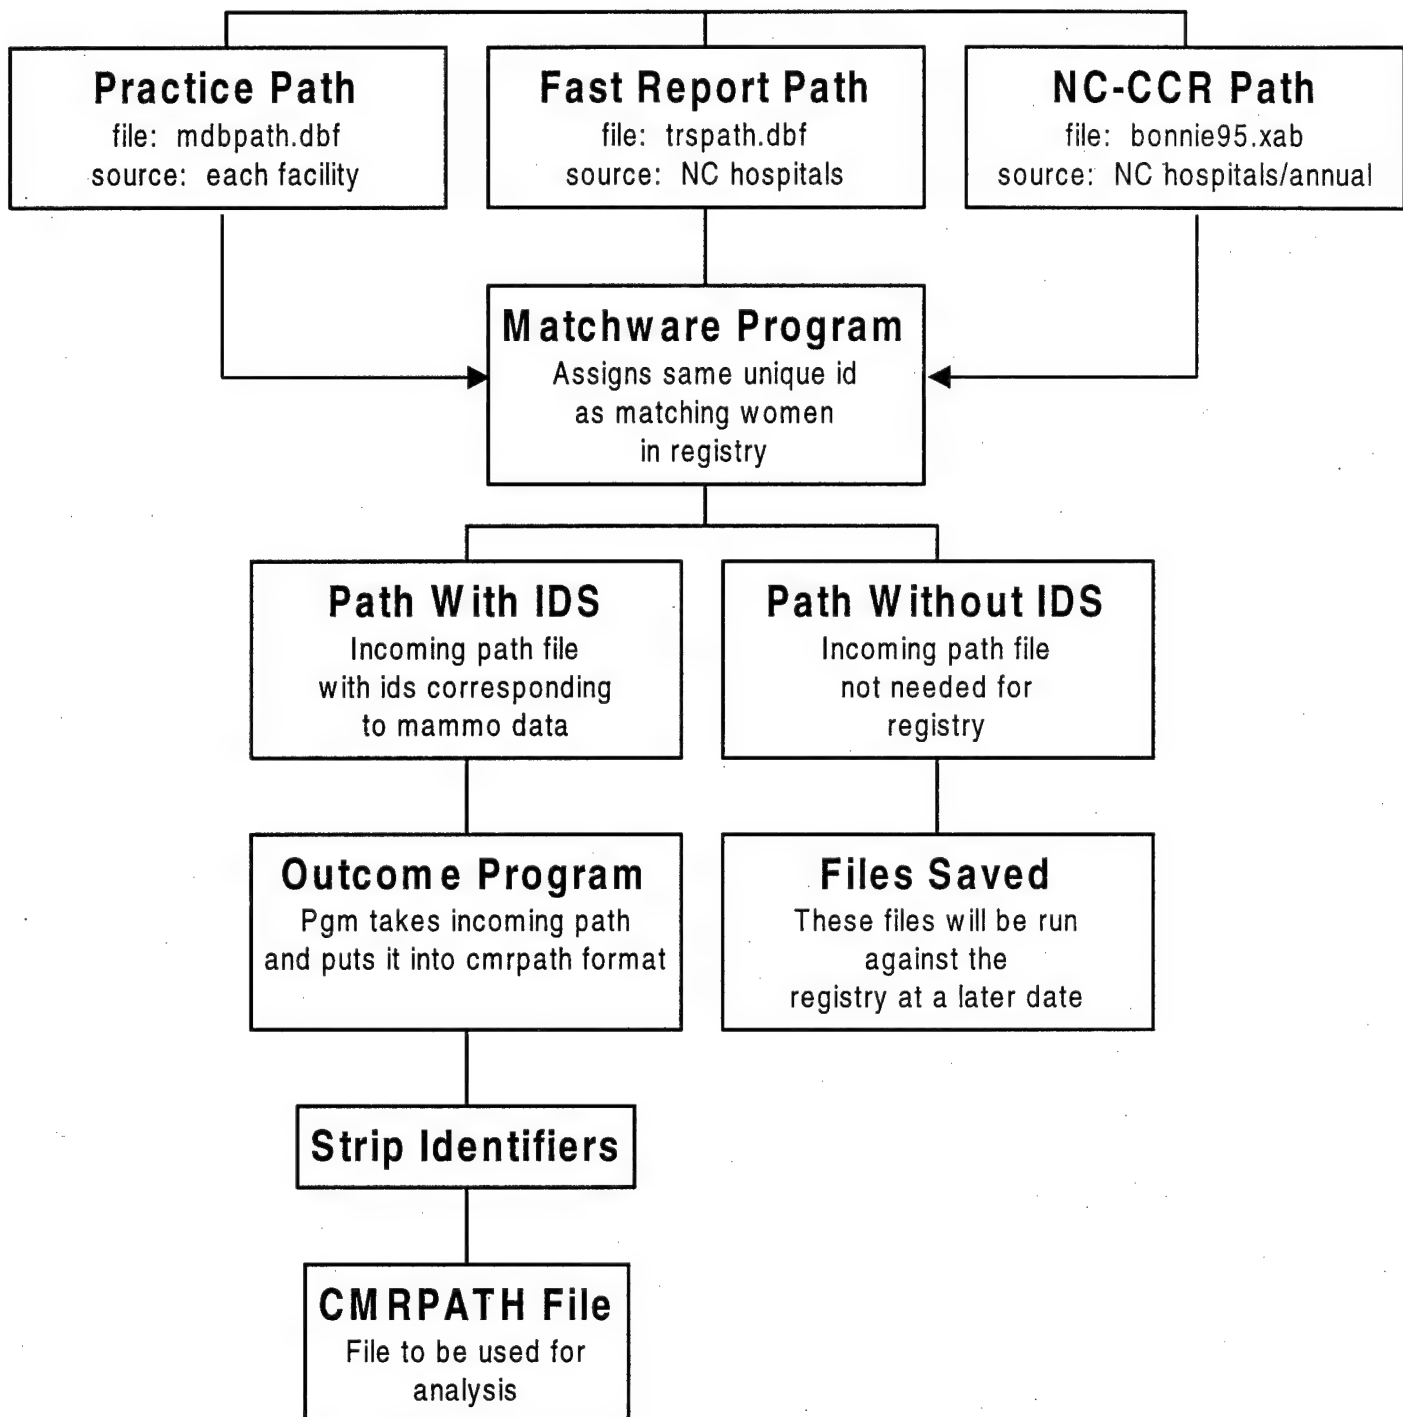 Practice Path
file: mdbpath.dbf
source: each facility
Fast Report Path
file: trspath.dbf
source: NC hospitals
NC-CCR Path
file: bonnie95.xab
source: NC hospitals/annual
Matchware Program
Assigns same unique id
as matching women
in registry
Path With IDS
Incoming path file
with ids corresponding
to mammo data
Path Without IDS
Incoming path file
not needed for
registry
Outcome Program
Pgm takes incoming path
and puts it into cmrpath format
Files Saved
These files will be run
against the
registry at a later date
Strip Identifiers
CMRPATH File
File to be used for
analysis